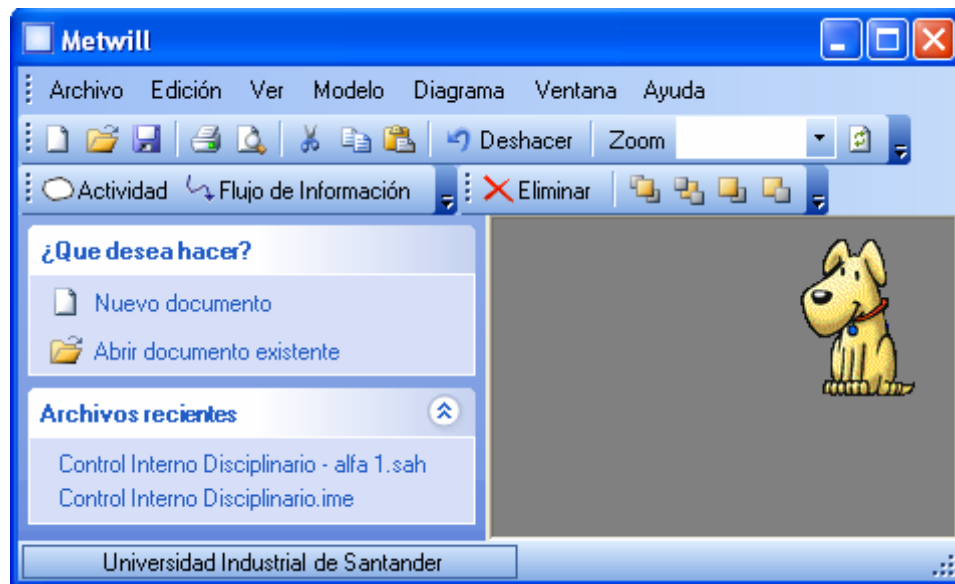 Metwill
Archivo Edición Ver Modelo Diagrama Ventana Ayuda
Deshacer Zoom
Actividad Flujo de Información Eliminar
¿Que desea hacer?
Nuevo documento
Abrir documento existente
Archivos recientes
Control Interno Disciplinario - alfa 1.sah
Control Interno Disciplinario.ime
Universidad Industrial de Santander